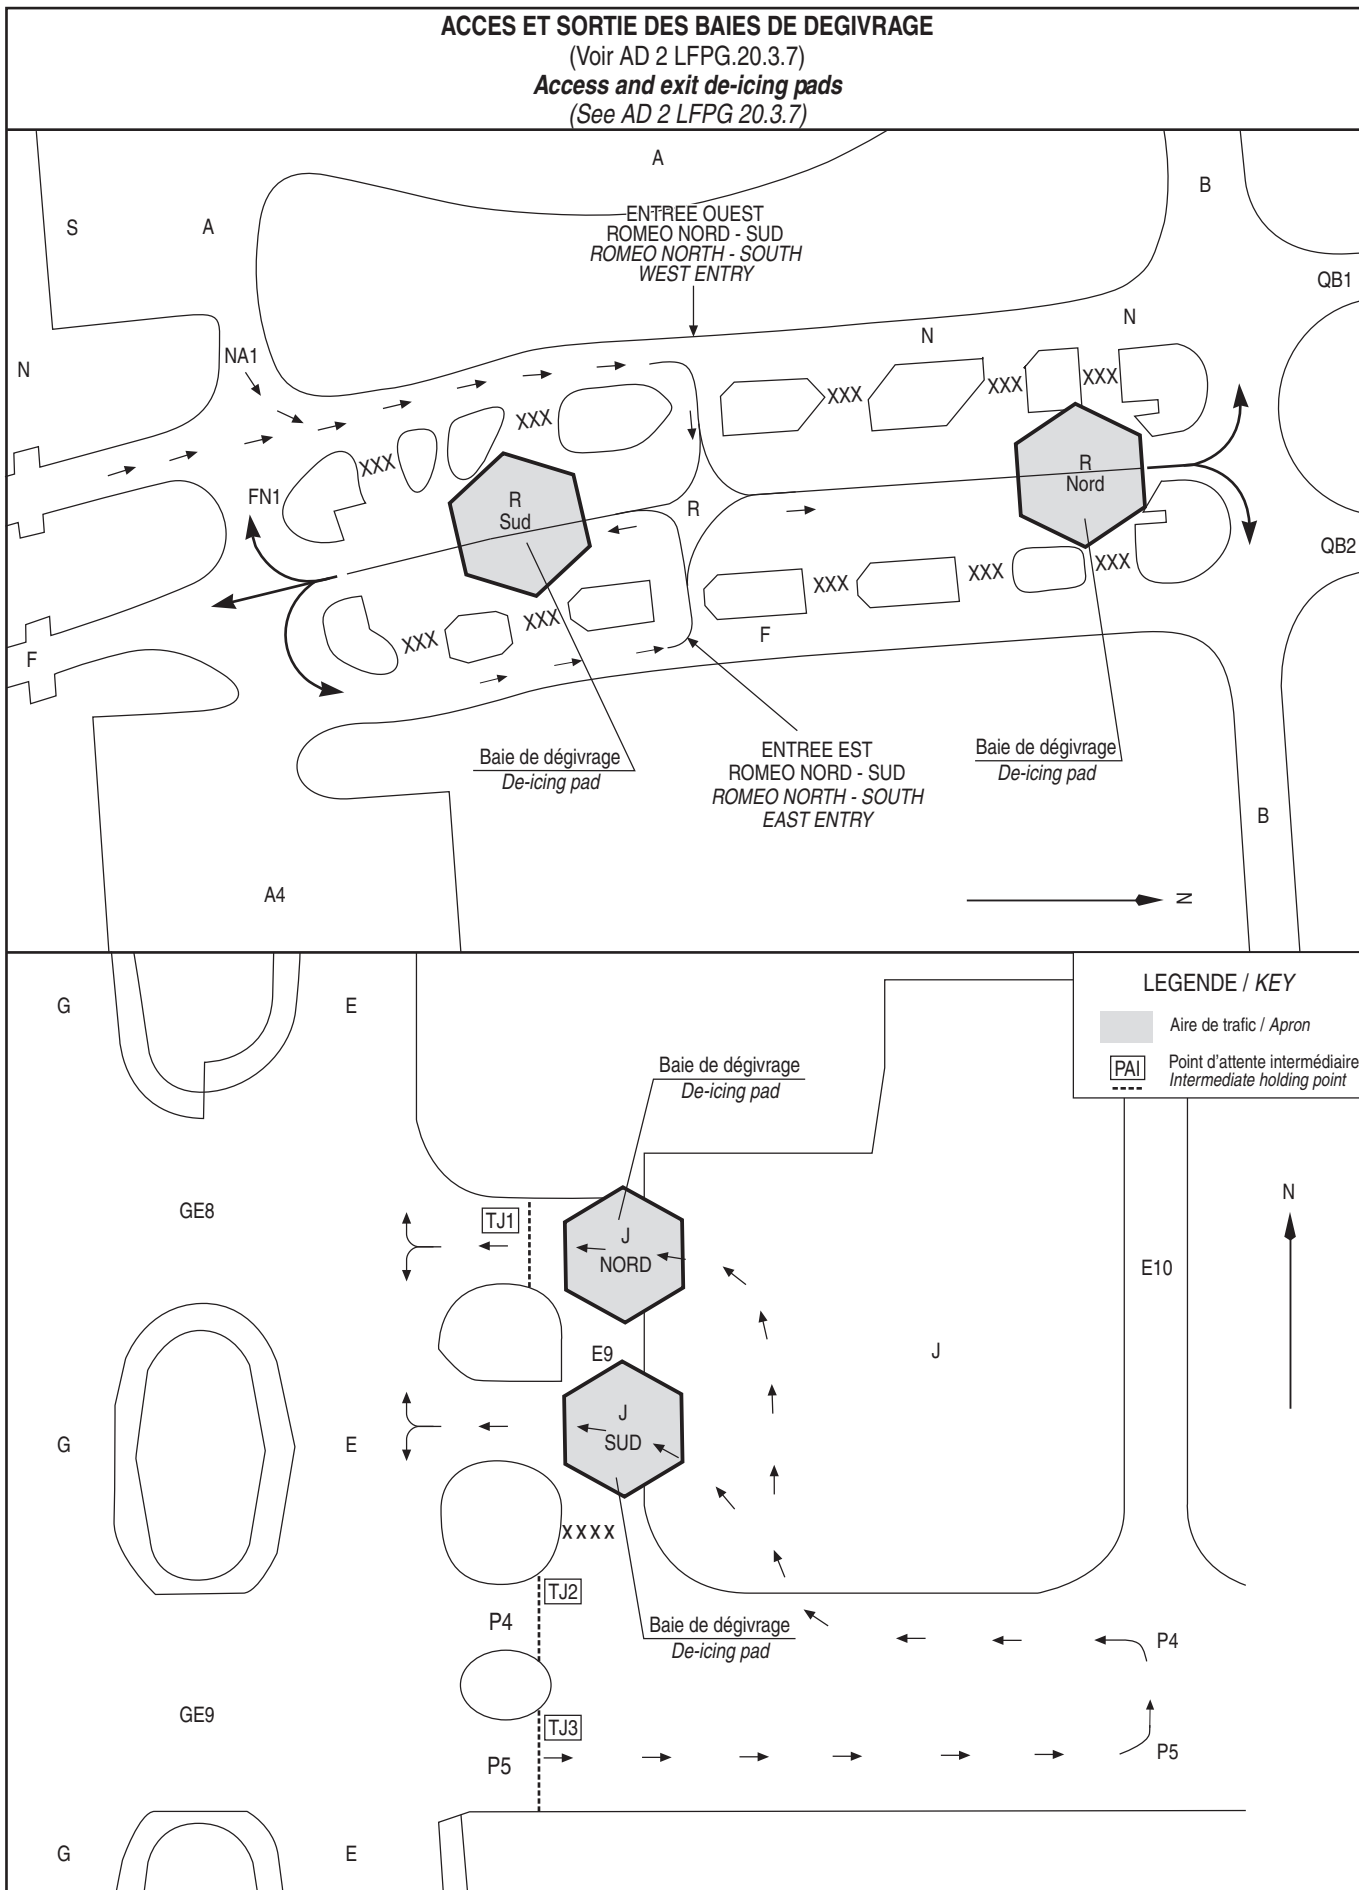 ACCES ET SORTIE DES BAIES DE DEGIVRAGE
(Voir AD 2 LFPG.20.3.7)
Access and exit de-icing pads
(See AD 2 LFPG 20.3.7)
A
B
S
A
ENTREE OUEST
ROMEO NORD - SUD
ROMEO NORTH - SOUTH
WEST ENTRY
QB1
N
N
N
NA1
XXX
XXX
XXX
XXX
XXX
FN1
R
Sud
R
R
Nord
QB2
XXX
XXX
XXX
XXX
XXX
F
F
Baie de dégivrage
De-icing pad
ENTREE EST
ROMEO NORD - SUD
ROMEO NORTH - SOUTH
EAST ENTRY
Baie de dégivrage
De-icing pad
B
A4
N
G
E
LEGENDE / KEY
Aire de trafic / Apron
PAI
Point d'attente intermédiaire
Intermediate holding point
Baie de dégivrage
De-icing pad
GE8
TJ1
J
NORD
N
E10
E9
J
G
E
J
SUD
XXXX
TJ2
P4
Baie de dégivrage
De-icing pad
P4
GE9
TJ3
P5
P5
G
E